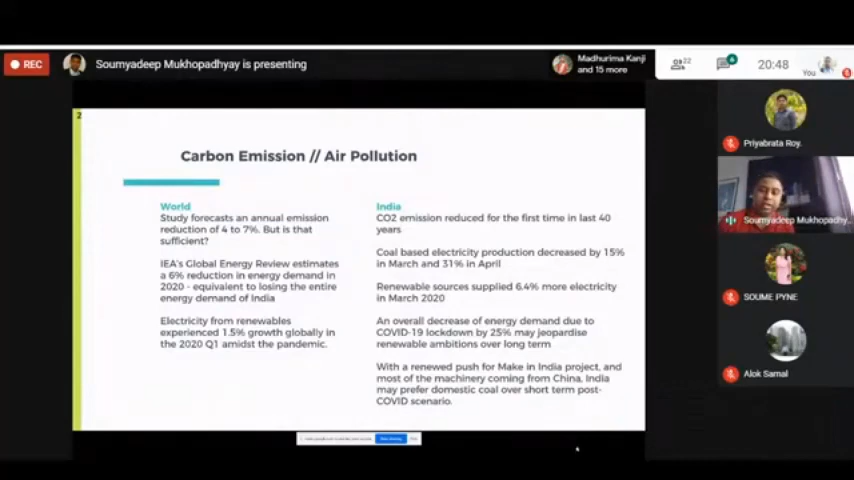 REC
Soumyadeep Mukhopadhyay is presenting
Madhurima Kanji
and 15 more
22
6
20:48
You
2
Carbon Emission // Air Pollution
World
Study forecasts an annual emission
reduction of 4 to 7%. But is that
sufficient?
IEA's Global Energy Review estimates
a 6% reduction in energy demand in
2020 - equivalent to losing the entire
energy demand of India
Electricity from renewables
experienced 1.5% growth globally in
the 2020 Q1 amidst the pandemic.
India
CO2 emission reduced for the first time in last 40
years
Coal based electricity production decreased by 15%
in March and 31% in April
Renewable sources supplied 6.4% more electricity
in March 2020
An overall decrease of energy demand due to
COVID-19 lockdown by 25% may jeopardise
renewable ambitions over long term
With a renewed push for Make in India project, and
most of the machinery coming from China, India
may prefer domestic coal over short term post-
COVID scenario.
Priyabrata Roy.
Soumyadeep Mukhopadhy...
SOUME PYNE
Alok Samal